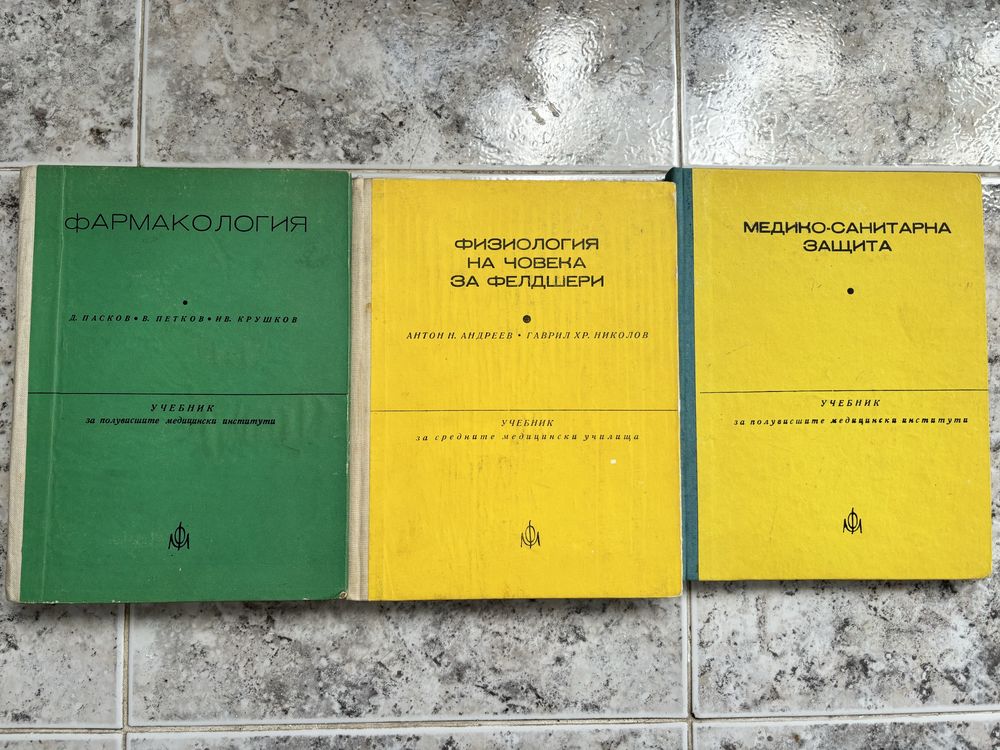 ФАРМАКОЛОГИЯ
Д. ПАСКОВ • В. ПЕТКОВ • ИВ. КРУШКОВ
УЧЕБНИК
за полувисшите медицински институти
ФИЗИОЛОГИЯ
НА ЧОВЕКА
ЗА ФЕЛДШЕРИ
АНТОН Н. АНДРЕЕВ • ГАВРИЛ ХР. НИКОЛОВ
УЧЕБНИК
за средните медицински училища
МЕДИКО-САНИТАРНА
ЗАЩИТА
УЧЕБНИК
за полувисшите медицински институти